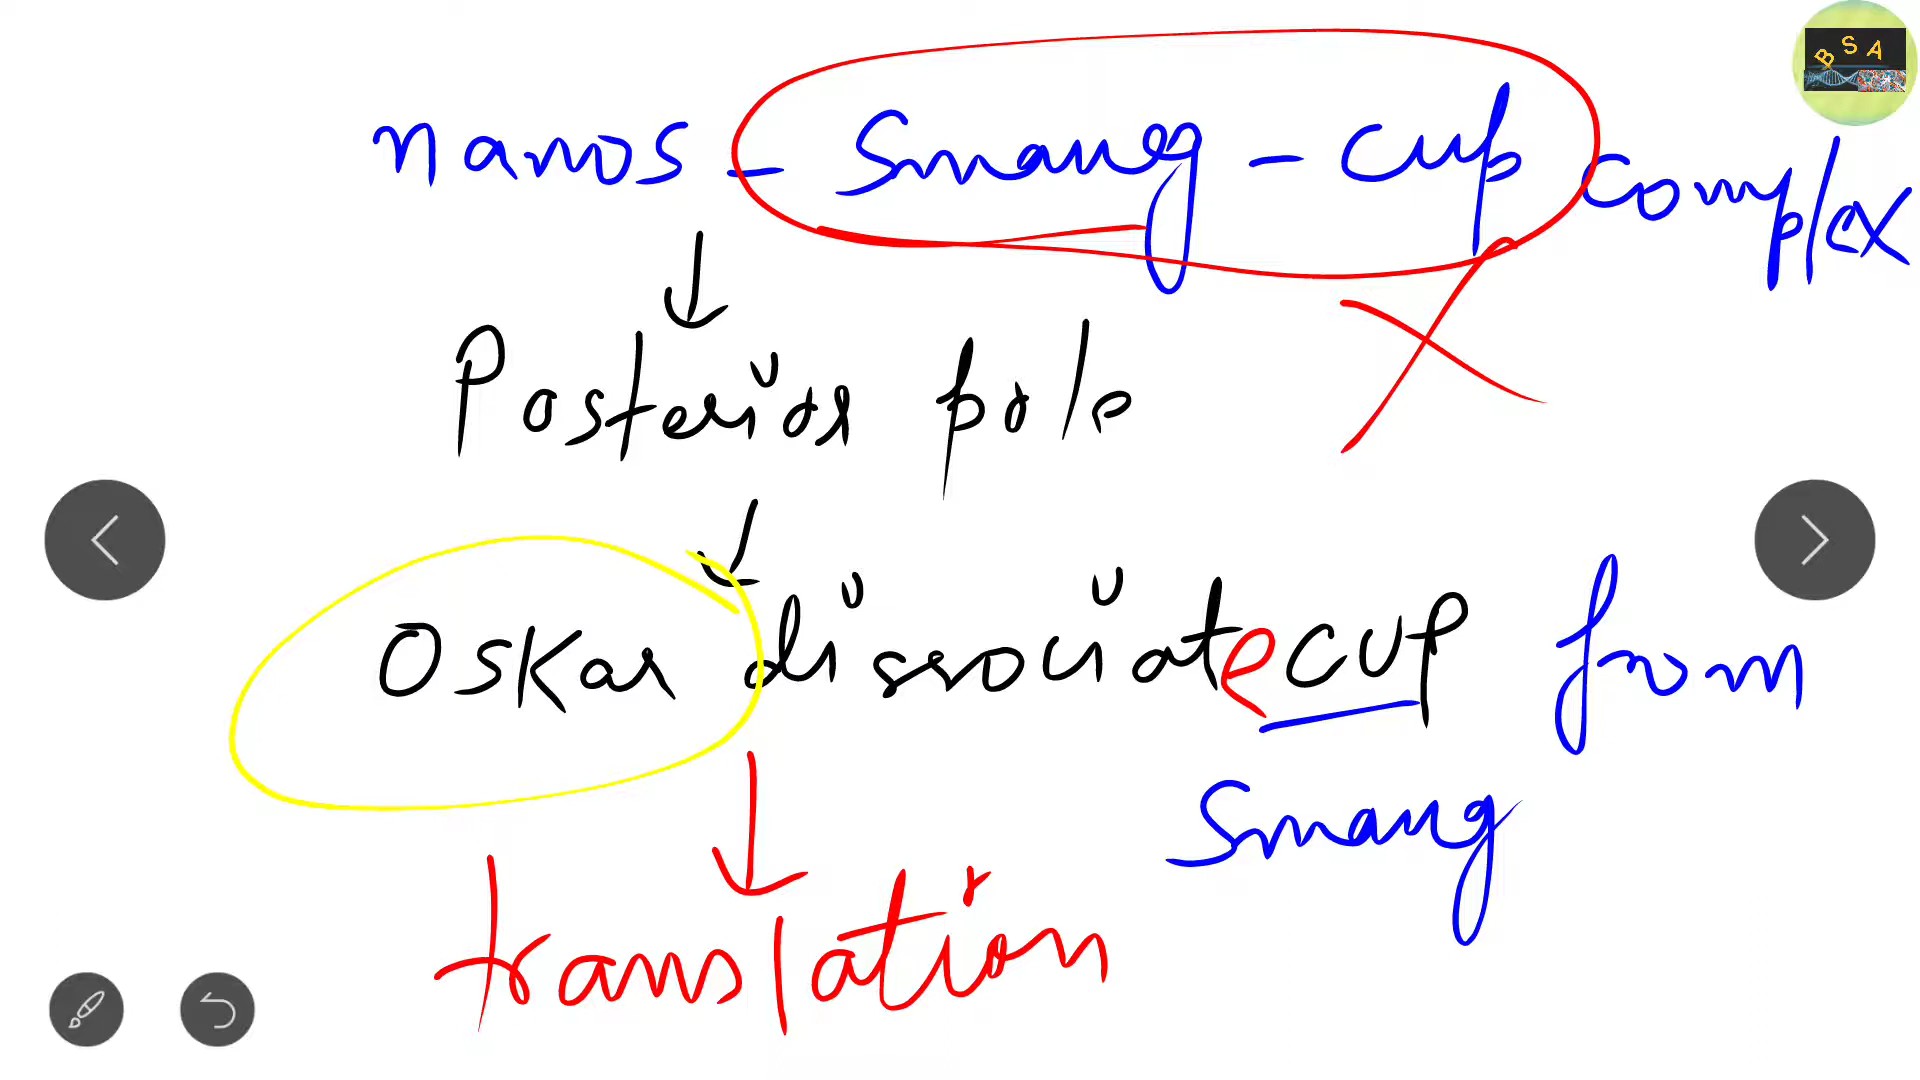 BSA
nanos - Smaug - cup complex
Posterior pole
Oskar dissociate CUP from
Smaug
translation